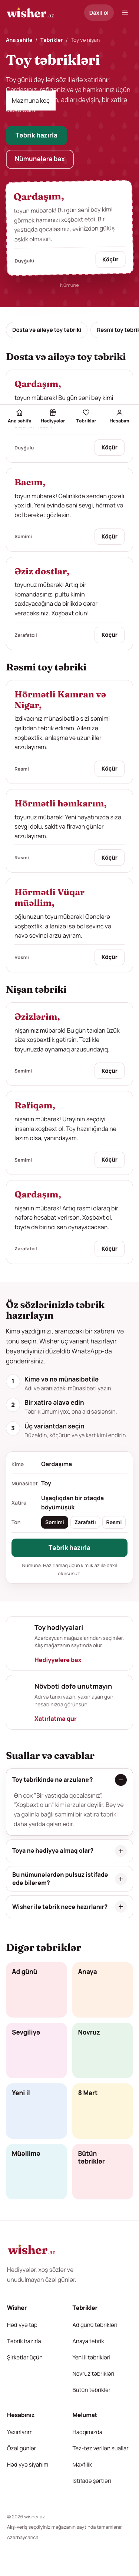 wisher.az
Daxil ol
Ana səhifə / Təbriklər / Toy və nişan
Toy təbrikləri
Toy günü deyilən söz illərlə xatırlanır.
Məzmuna keç
Təbrik hazırla
Nümunələrə bax
Qardaşım,
toyun mübarək! Bu gün səni bəy kimi
görmək hamımızı xoşbəxt etdi. Bir
yastıqda qocalasınız, evinizdən gülüş
əskik olmasın.
Duyğulu
Köçür
Nümunə
Dostа və ailəyə toy təbriki
Rəsmi toy təbri
Dosta və ailəyə toy təbriki
Qardaşım,
toyun mübarək! Bu gün səni bəy kimi
Ana səhifə
Hədiyyələr
Təbriklər
Hesabım
Duyğulu
Köçür
Bacım,
toyun mübarək! Gəlinlikdə səndən gözəli
yox idi. Yeni evində səni sevgi, hörmət və
bol bərəkət gözləsin.
Səmimi
Köçür
Əziz dostlar,
toyunuz mübarək! Artıq bir
komandasınız: pultu kimin
saxlayacağına da birlikdə qərar
verəcəksiniz. Xoşbəxt olun!
Zarafatcıl
Köçür
Rəsmi toy təbriki
Hörmətli Kamran və
Nigar,
izdivacınız münasibətilə sizi səmimi
qəlbdən təbrik edirəm. Ailənizə
xoşbəxtlik, anlaşma və uzun illər
arzulayıram.
Rəsmi
Köçür
Hörmətli həmkarım,
toyunuz mübarək! Yeni həyatınızda sizə
sevgi dolu, sakit və firavan günlər
arzulayıram.
Rəsmi
Köçür
Hörmətli Vüqar
müəllim,
oğlunuzun toyu mübarək! Gənclərə
xoşbəxtlik, ailənizə isə bol sevinc və
nəvə sevinci arzulayıram.
Rəsmi
Köçür
Nişan təbriki
Əzizlərim,
nişanınız mübarək! Bu gün taxılan üzük
sizə xoşbəxtlik gətirsin. Tezliklə
toyunuzda oynamaq arzudundayıq.
Səmimi
Köçür
Rəfiqəm,
nişanın mübarək! Ürəyinin seçdiyi
insanla xoşbəxt ol. Toy hazırlığında nə
lazım olsa, yanındayam.
Səmimi
Köçür
Qardaşım,
nişanın mübarək! Artıq rəsmi olaraq bir
nəfərə hesabat verirsən. Xoşbəxt ol,
toyda da birinci sən oynayacaqsan.
Zarafatcıl
Köçür
Öz sözlərinizlə təbrik
hazırlayın
Kimə yazdığınızı, aranızdakı bir xatirəni və
tonu seçin. Wisher üç variant hazırlayır,
bəyəndiyinizi düzəldib WhatsApp-da
göndərirsiniz.
1 Kimə və nə münasibətilə
Adı və aranızdakı münasibəti yazın.
2 Bir xatirə əlavə edin
Təbrik ümumi yox, ona aid səslənsin.
3 Üç variantdan seçin
Düzəldin, köçürün və ya kart kimi endirin.
Kimə Qardaşıma
Münasibət Toy
Xatirə Uşaqlıqdan bir otaqda
böyümüşük
Ton Səmimi Zarafatlı Rəsmi
Təbrik hazırla
Nümunə. Hazırlamaq üçün kimlik.az ilə daxil
olursunuz.
Toy hədiyyələri
Azərbaycan mağazalarından seçimlər.
Alış mağazanın saytında olur.
Hədiyyələrə bax
Növbəti dəfə unutmayın
Adı və tarixi yazın, yaxınlaşan gün
hesabınızda görünsün.
Xatırlatma qur
Suallar və cavablar
Toy təbrikində nə arzulanır?
Ən çox "Bir yastıqda qocalasınız",
"Xoşbəxt olun" kimi arzular deyilir. Bəy və
ya gəlinlə bağlı səmimi bir xatirə təbriki
daha yadda qalan edir.
Toya nə hədiyyə almaq olar?
Bu nümunələrdən pulsuz istifadə
edə bilərəm?
Wisher ilə təbrik necə hazırlanır?
Digər təbriklər
Ad günü
Anaya
Sevgiliyə
Novruz
Yeni il
8 Mart
Müəllimə
Bütün
təbriklər
wisher.az
Hədiyyələr, xoş sözlər və
unudulmayan özəl günlər.
Wisher
Təbriklər
Hədiyyə tap
Ad günü təbrikləri
Təbrik hazırla
Anaya təbrik
Şirkətlər üçün
Yeni il təbrikləri
Novruz təbrikləri
Bütün təbriklər
Hesabınız
Məlumat
Yaxınlarım
Haqqımızda
Özəl günlər
Tez-tez verilən suallar
Hədiyyə siyahım
Məxfilik
İstifadə şərtləri
© 2026 wisher.az
Alış-veriş seçdiyiniz mağazanın saytında tamamlanır.
Azərbaycanca